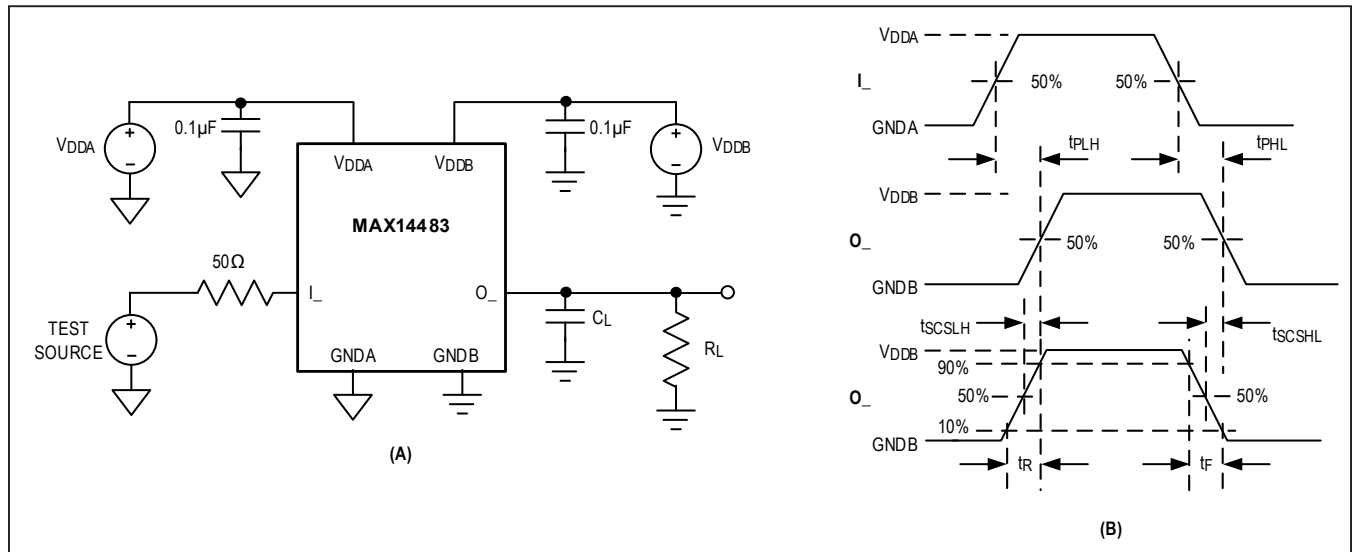 VDDA
+
−
0.1µF
0.1µF
+
−
VDDB
VDDA
VDDB
MAX14483
50Ω
I_
O_
TEST
SOURCE
+
−
CL
RL
GNDA
GNDB
(A)
VDDA
I_
50%
50%
GNDA
tPLH
tPHL
VDDB
O_
50%
50%
GNDB
tSCSLH
tSCSHL
VDDB
90%
O_
50%
50%
10%
GNDB
tR
tF
(B)